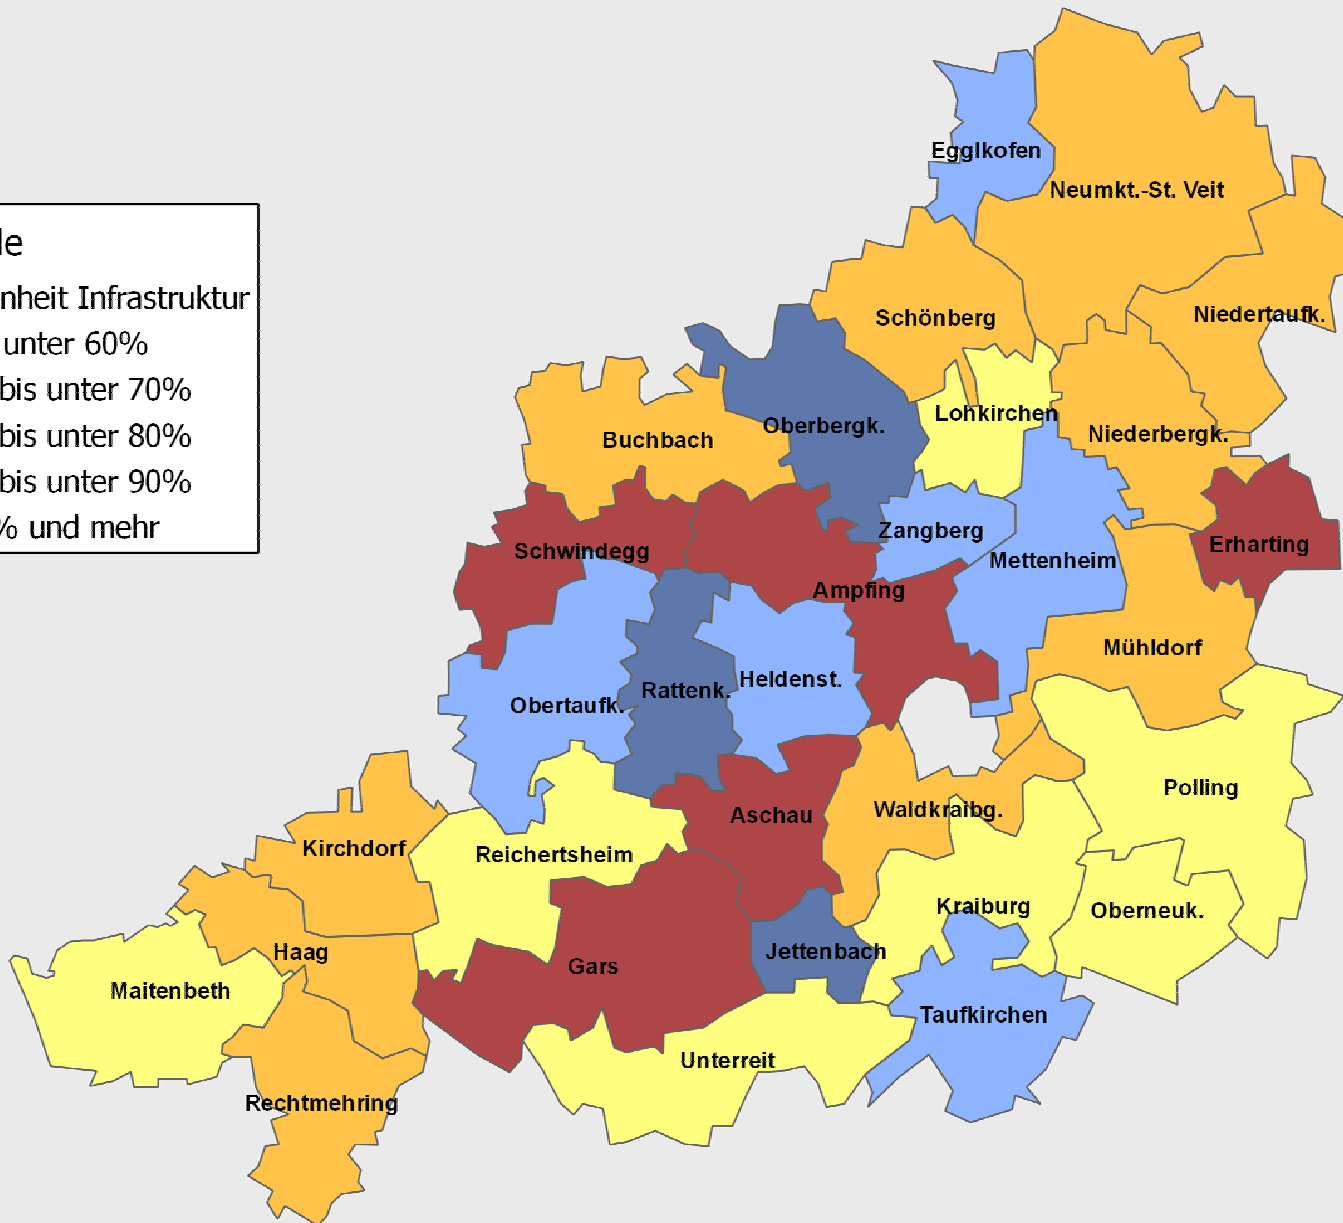 de
nheit Infrastruktur
unter 60%
bis unter 70%
bis unter 80%
bis unter 90%
% und mehr
Egglkofen
Neumkt.-St. Veit
Schönberg
Niedertaufk.
Lohkirchen
Oberbergk.
Buchbach
Niederbergk.
Zangberg
Schwindegg
Mettenheim
Erharting
Ampfing
Mühldorf
Heldenst.
Rattenk.
Obertaufk.
Polling
Waldkraibg.
Aschau
Kirchdorf
Reichertsheim
Kraiburg
Oberneuk.
Haag
Jettenbach
Gars
Maitenbeth
Taufkirchen
Unterreit
Rechtmehring